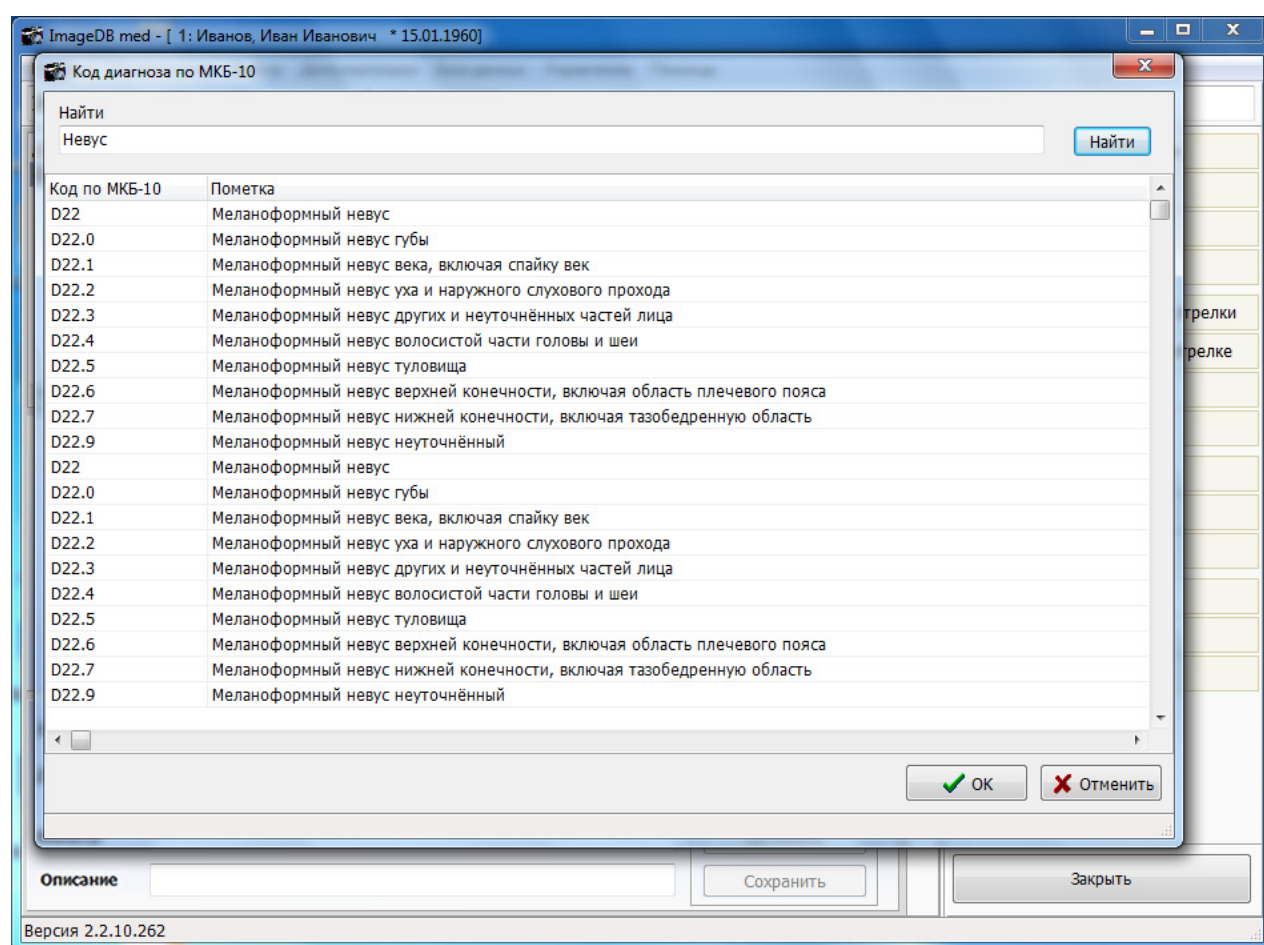 ImageDB med - [ 1: Иванов, Иван Иванович * 15.01.1960]
Код диагноза по МКБ-10
Найти
Невус
Найти
Код по МКБ-10 Пометка
D22 Меланоформный невус
D22.0 Меланоформный невус губы
D22.1 Меланоформный невус века, включая спайку век
D22.2 Меланоформный невус уха и наружного слухового прохода
D22.3 Меланоформный невус других и неуточнённых частей лица
D22.4 Меланоформный невус волосистой части головы и шеи
D22.5 Меланоформный невус туловища
D22.6 Меланоформный невус верхней конечности, включая область плечевого пояса
D22.7 Меланоформный невус нижней конечности, включая тазобедренную область
D22.9 Меланоформный невус неуточнённый
D22 Меланоформный невус
D22.0 Меланоформный невус губы
D22.1 Меланоформный невус века, включая спайку век
D22.2 Меланоформный невус уха и наружного слухового прохода
D22.3 Меланоформный невус других и неуточнённых частей лица
D22.4 Меланоформный невус волосистой части головы и шеи
D22.5 Меланоформный невус туловища
D22.6 Меланоформный невус верхней конечности, включая область плечевого пояса
D22.7 Меланоформный невус нижней конечности, включая тазобедренную область
D22.9 Меланоформный невус неуточнённый
трелки
трелке
OK Отменить
Описание
Сохранить
Закрыть
Версия 2.2.10.262